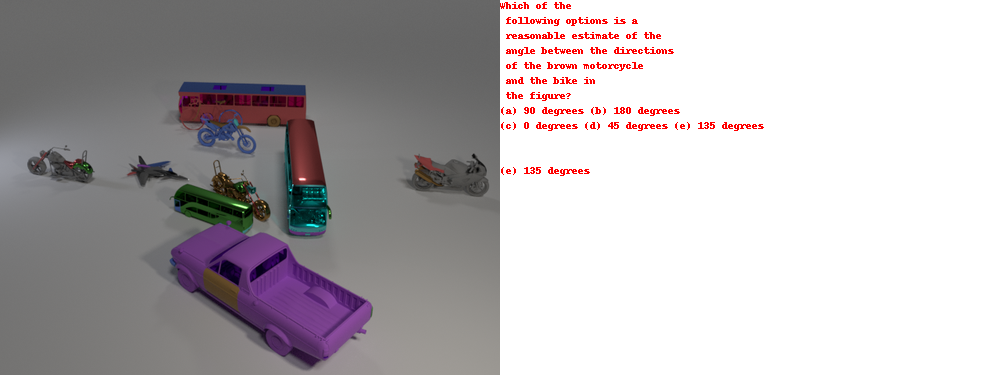 Which of the
following options is a
reasonable estimate of the
angle between the directions
of the brown motorcycle
and the bike in
the figure?
(a) 90 degrees (b) 180 degrees
(c) 0 degrees (d) 45 degrees (e) 135 degrees
(e) 135 degrees